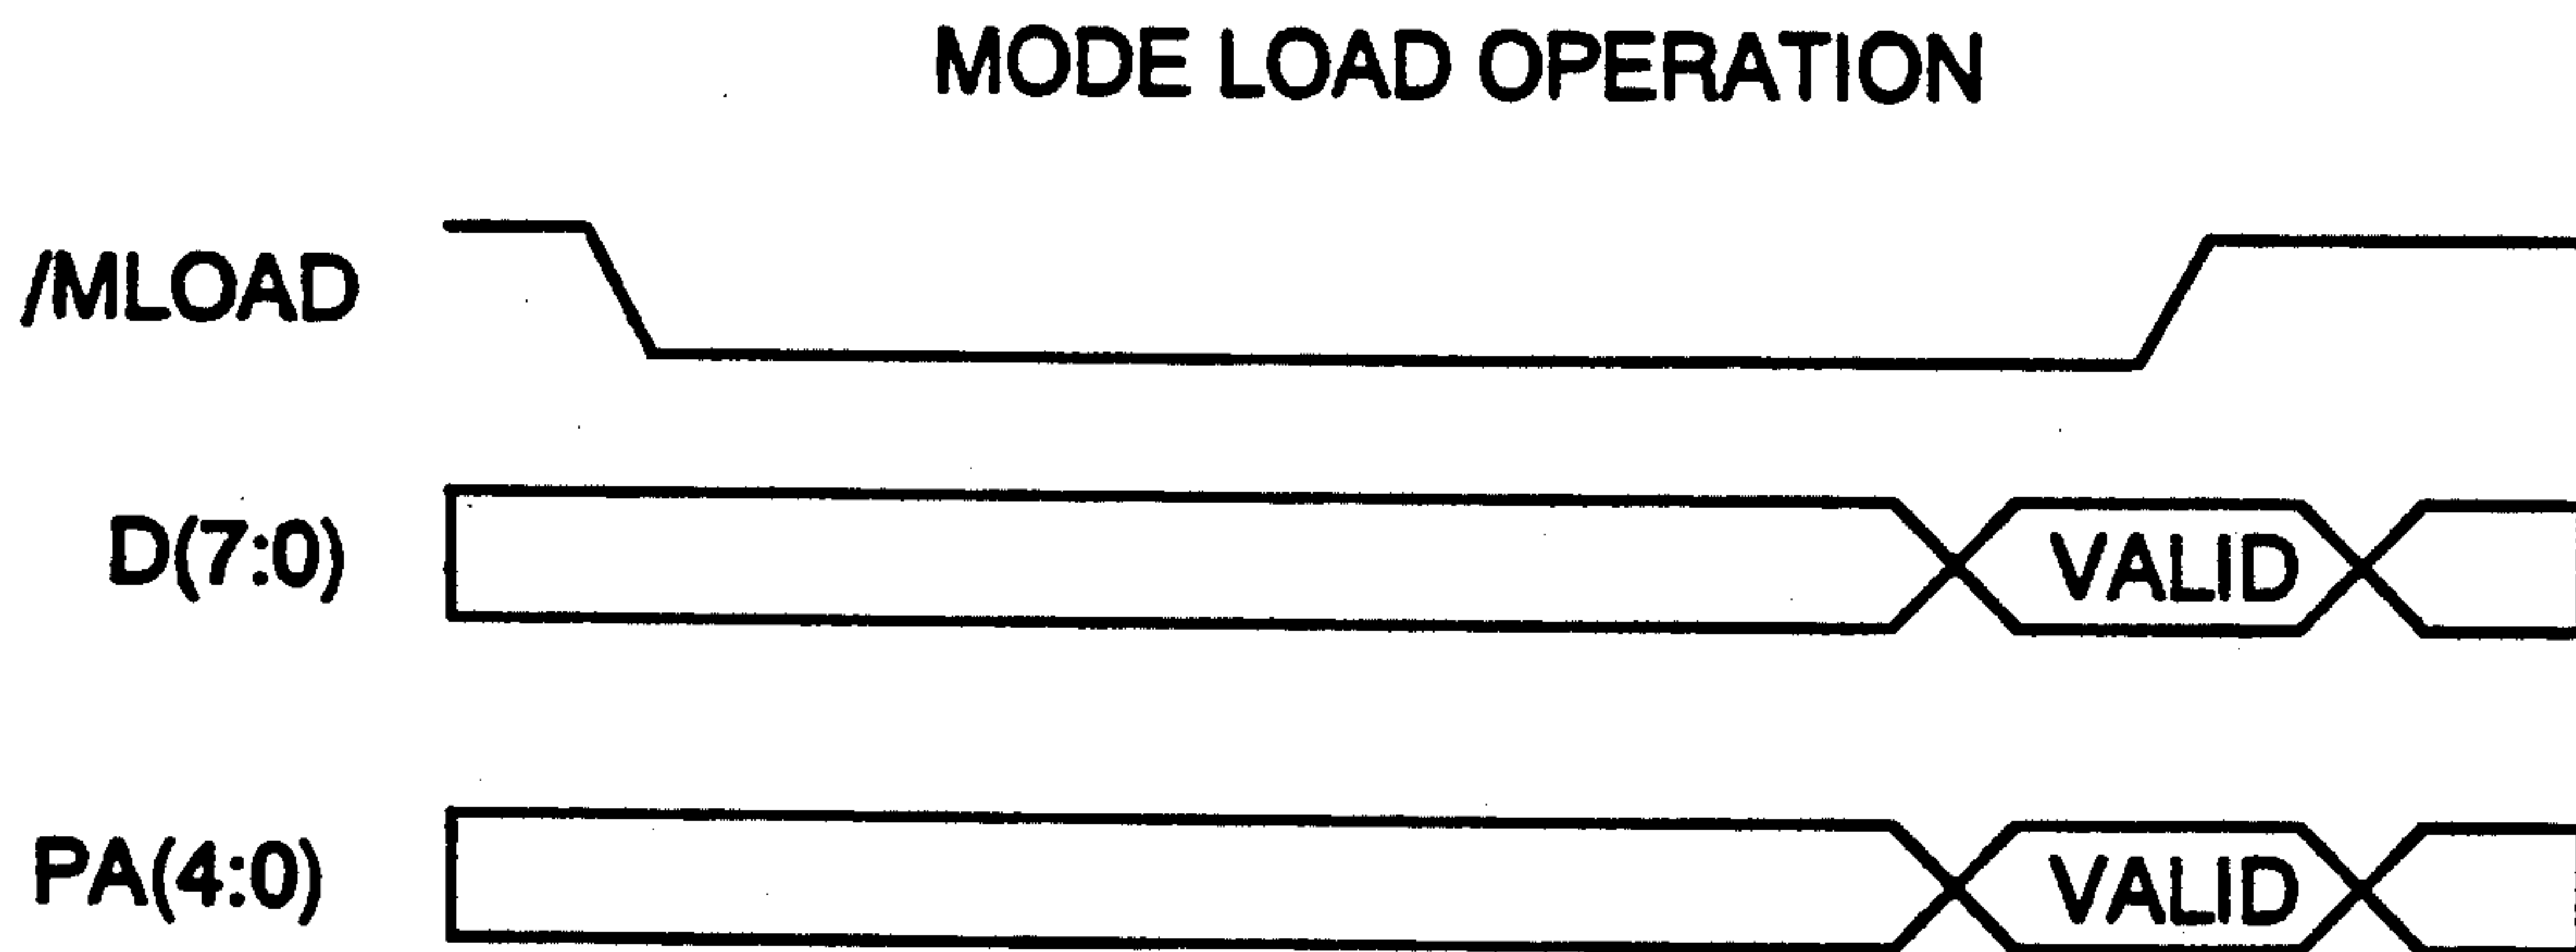 MODE LOAD OPERATION
/MLOAD
D(7:0) VALID
PA(4:0) VALID